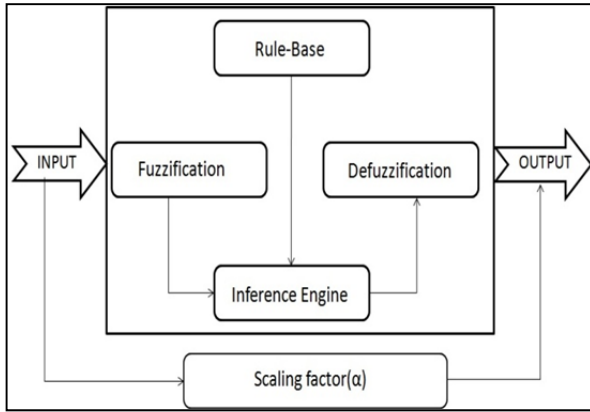 Rule-Base
INPUT
Fuzzification
Defuzzification
OUTPUT
Inference Engine
Scaling factor(α)